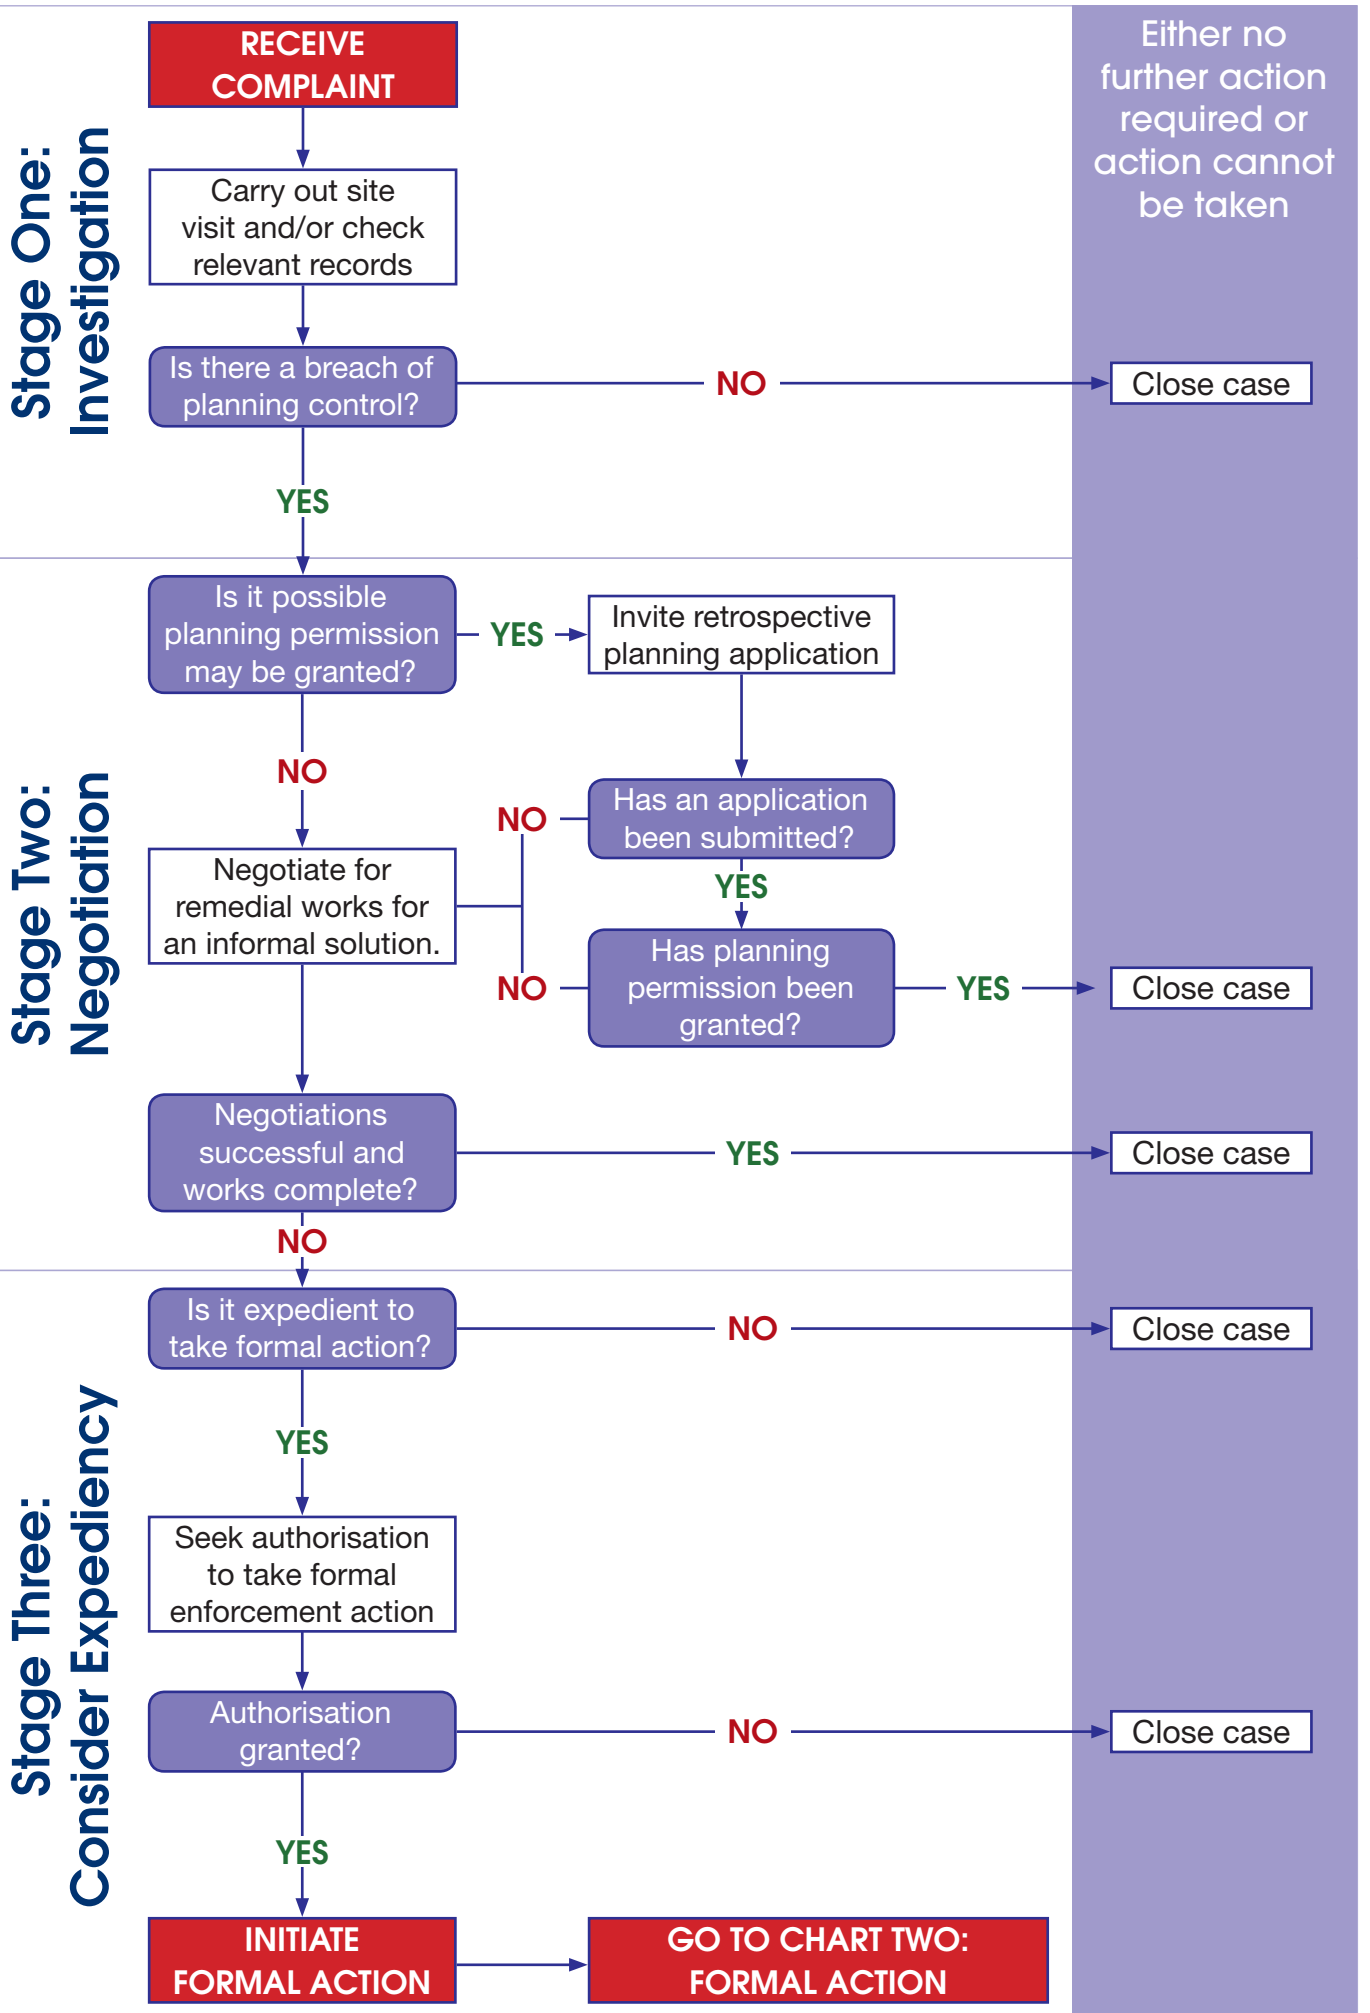 Stage One:
Investigation
RECEIVE
COMPLAINT
Either no
further action
required or
action cannot
be taken
Carry out site
visit and/or check
relevant records
Is there a breach of
planning control?
NO
Close case
YES
Stage Two:
Negotiation
Is it possible
planning permission
may be granted?
YES
Invite retrospective
planning application
NO
Has an application
been submitted?
NO
YES
Negotiate for
remedial works for
an informal solution.
Has planning
permission been
granted?
NO
YES
Close case
Negotiations
successful and
works complete?
YES
Close case
NO
Stage Three:
Consider Expediency
Is it expedient to
take formal action?
NO
Close case
YES
Seek authorisation
to take formal
enforcement action
Authorisation
granted?
NO
Close case
YES
INITIATE
FORMAL ACTION
GO TO CHART TWO:
FORMAL ACTION